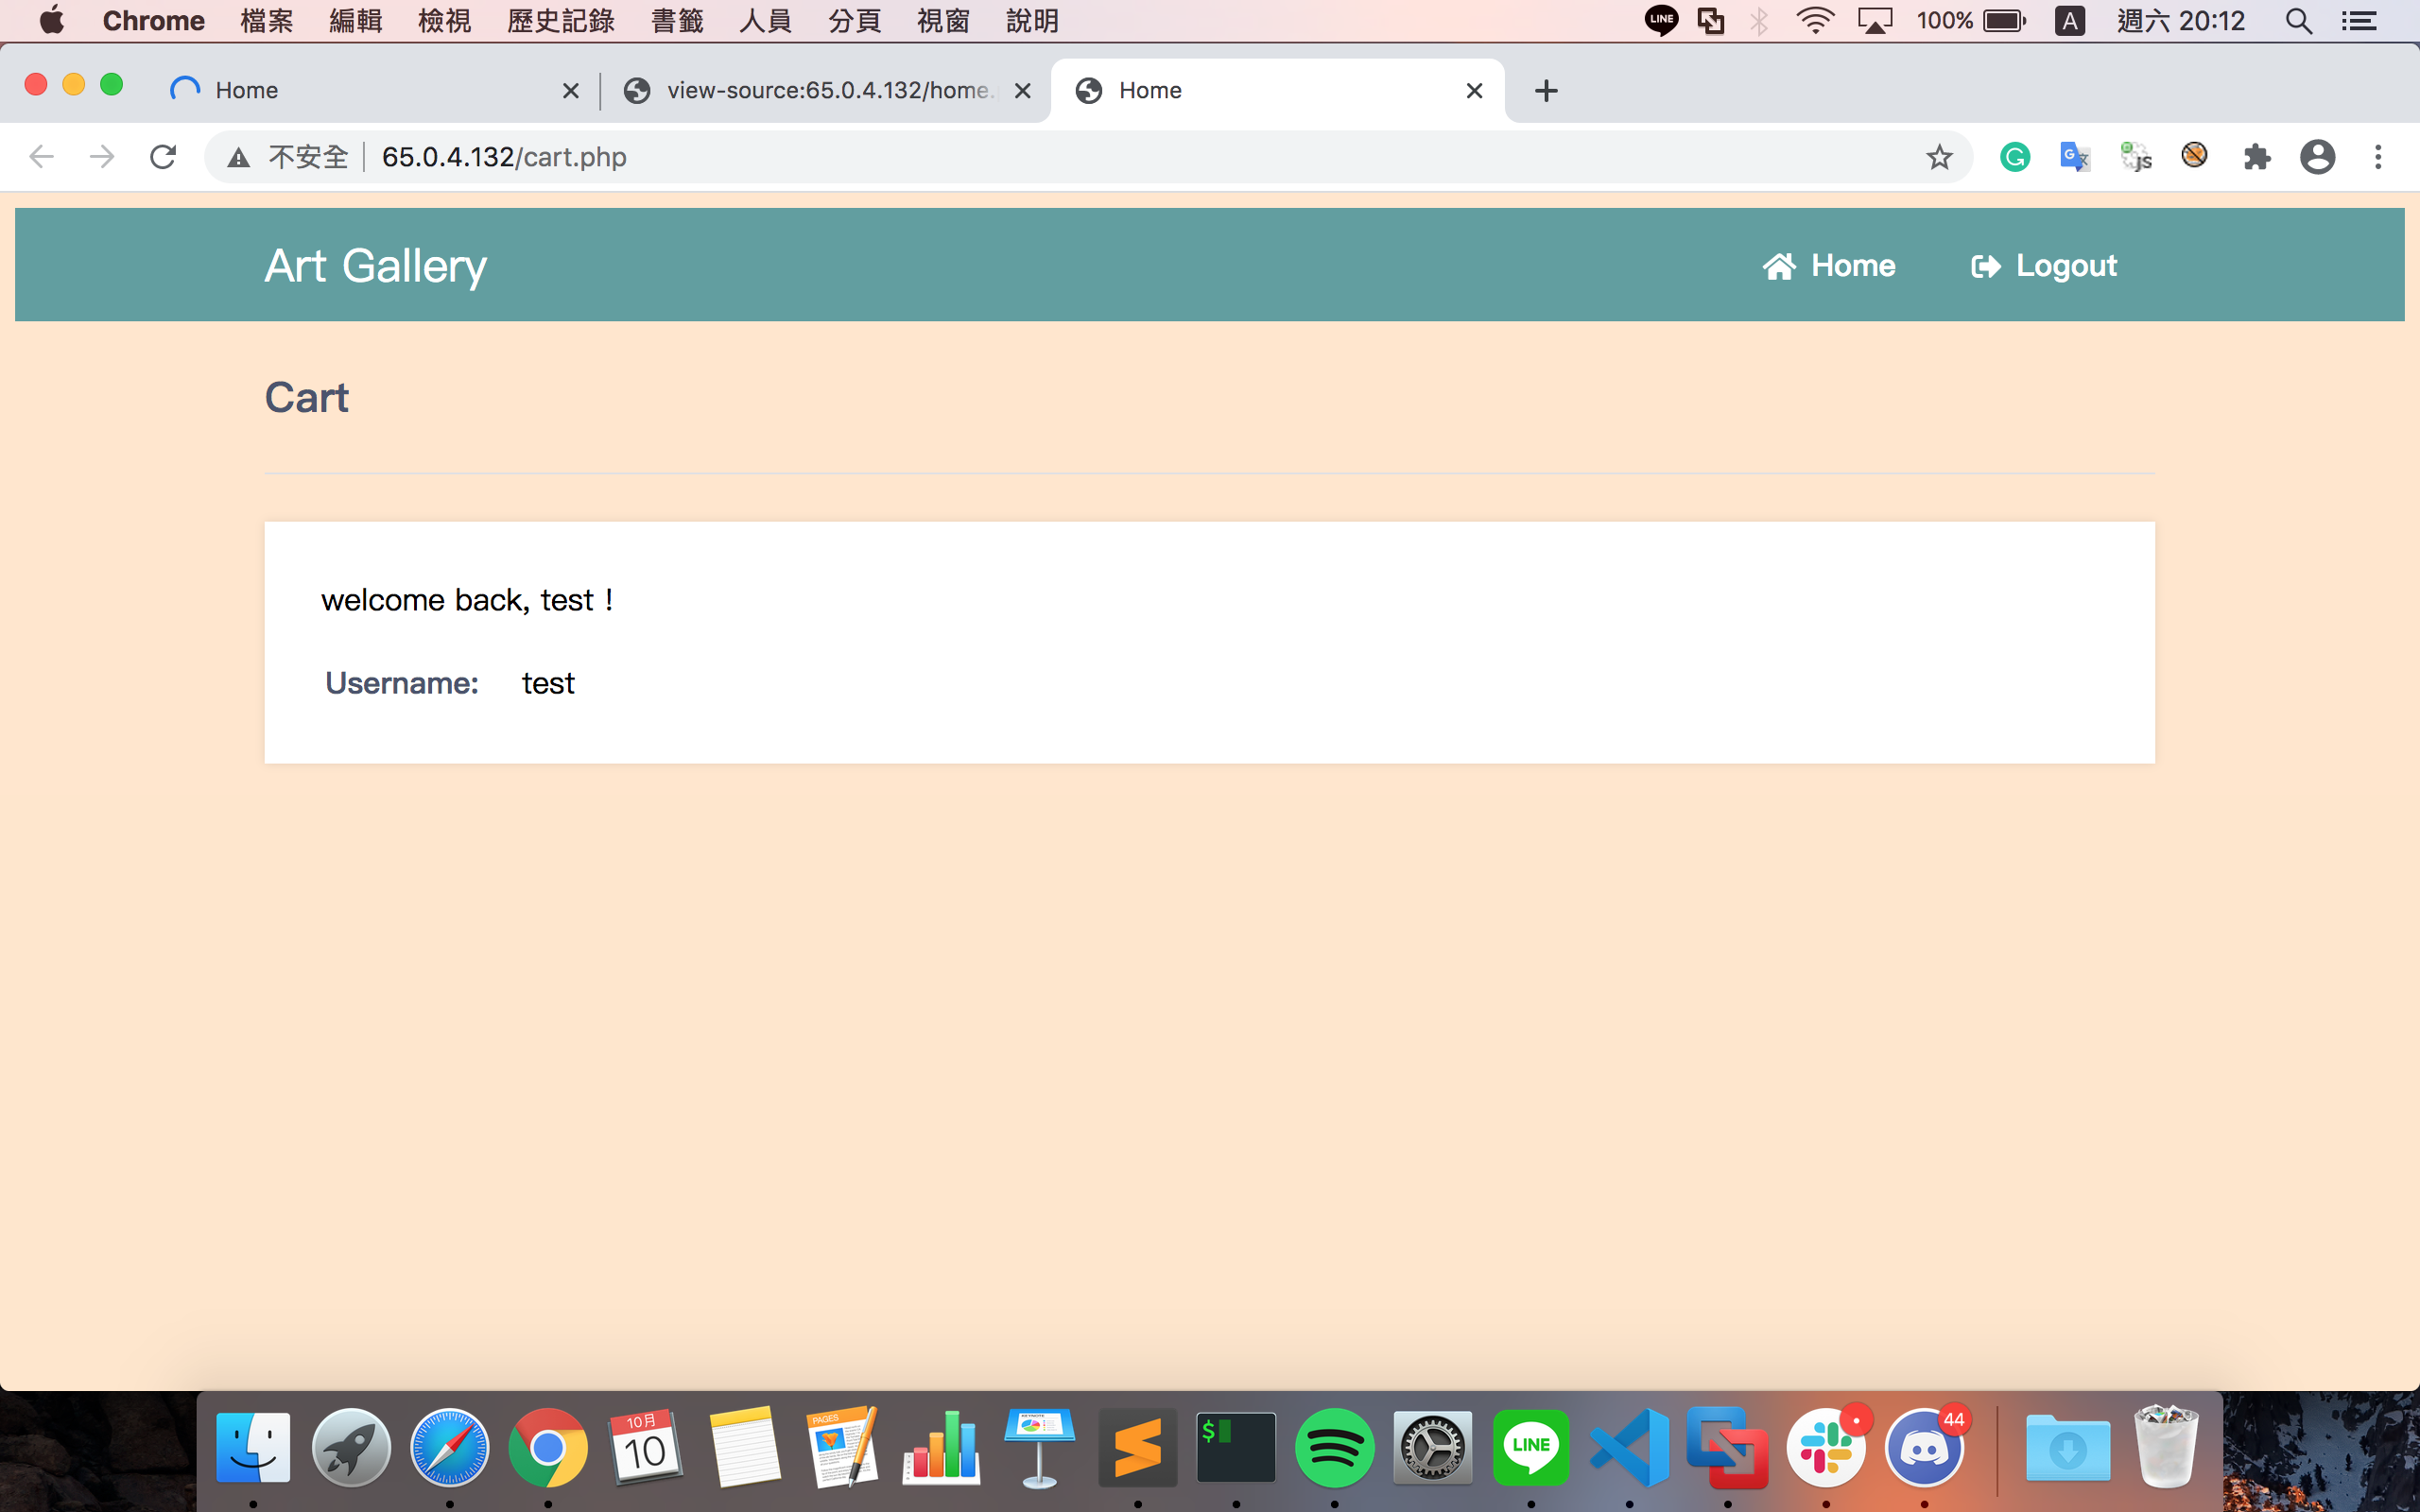 Chrome 檔案 編輯 檢視 歷史記錄 書籤 人員 分頁 視窗 說明 LINE 100% A 週六 20:12
Home view-source:65.0.4.132/home. Home
不安全 65.0.4.132/cart.php
Art Gallery Home Logout
Cart
welcome back, test !
Username: test
10月
10
PAGES
$
LINE
44